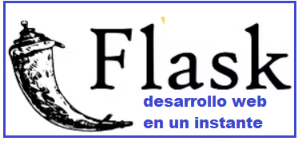 Flask
desarrollo web
en un instante